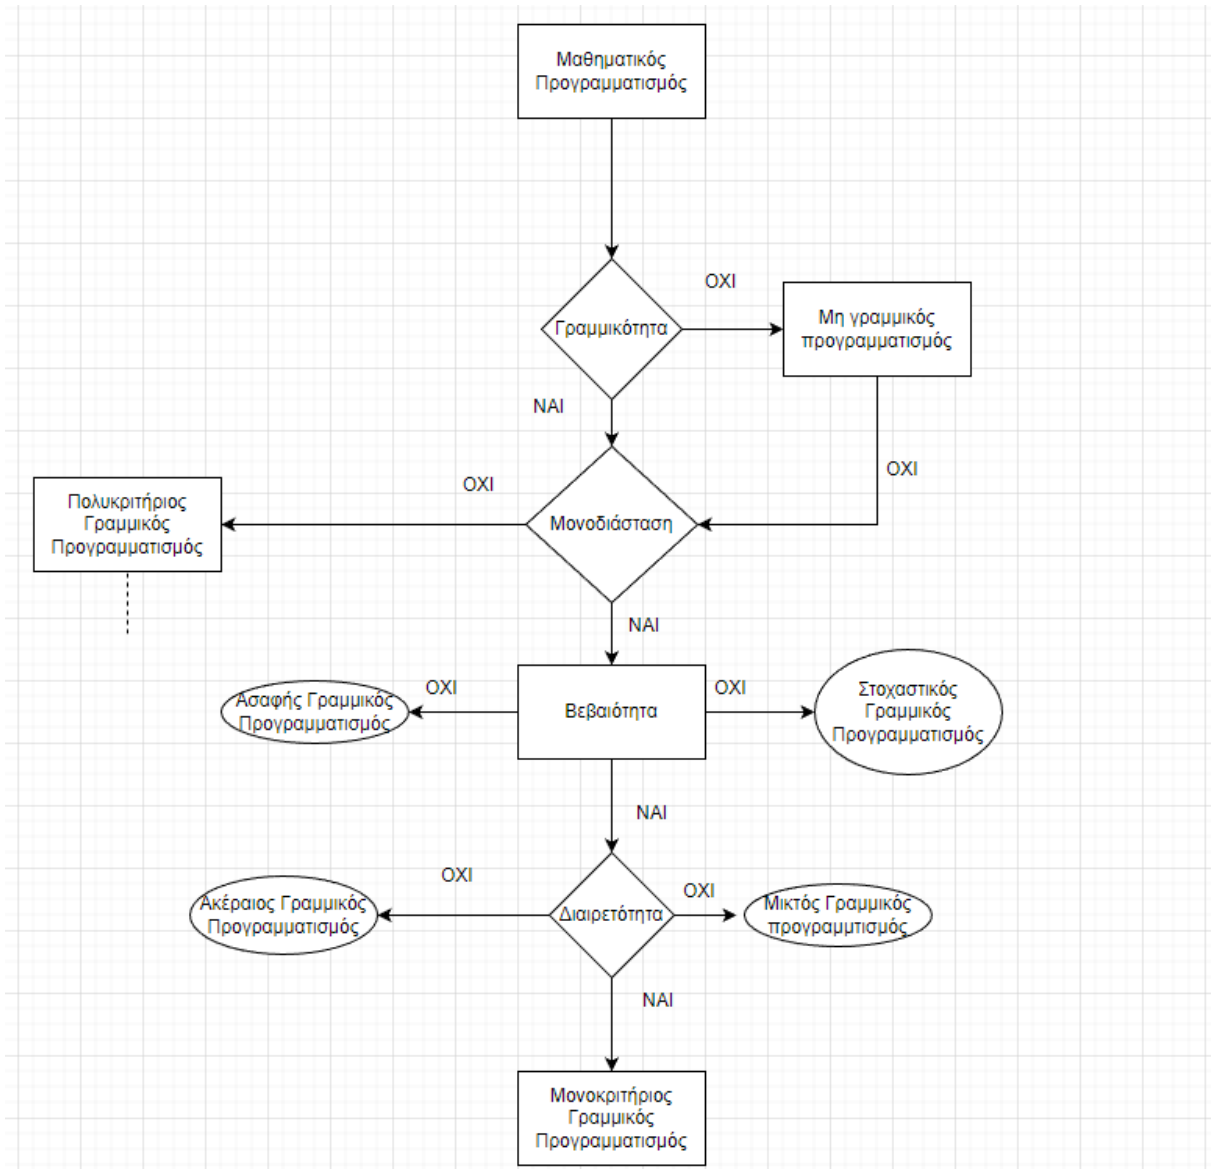 Μαθηματικός
Προγραμματισμός
ΟΧΙ
Γραμμικότητα
Μη γραμμικός
προγραμματισμός
ΝΑΙ
ΟΧΙ
ΟΧΙ
Πολυκριτήριος
Γραμμικός
Προγραμματισμός
Μονοδιάσταση
ΝΑΙ
Ασαφής Γραμμικός
Προγραμματισμός
ΟΧΙ
Βεβαιότητα
ΟΧΙ
Στοχαστικός
Γραμμικός
Προγραμματισμός
ΝΑΙ
Ακέραιος Γραμμικός
Προγραμματισμός
ΟΧΙ
Διαιρετότητα
ΟΧΙ
Μικτός Γραμμικός
προγραμμτισμός
ΝΑΙ
Μονοκριτήριος
Γραμμικός
Προγραμματισμός